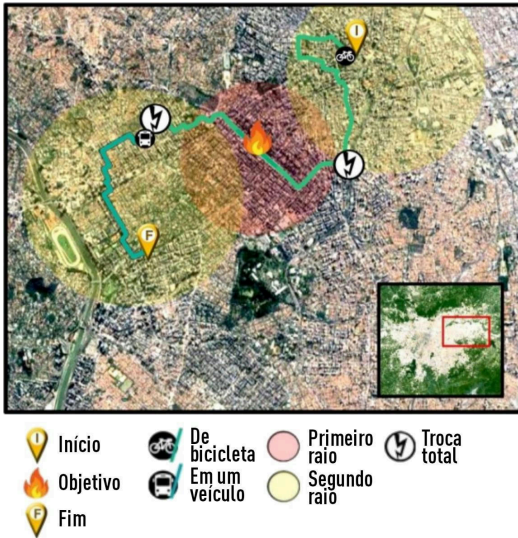 I
F
I
Início
De
bicicleta
Primeiro
raio
Troca
total
Objetivo
Em um
veículo
Segundo
raio
F
Fim